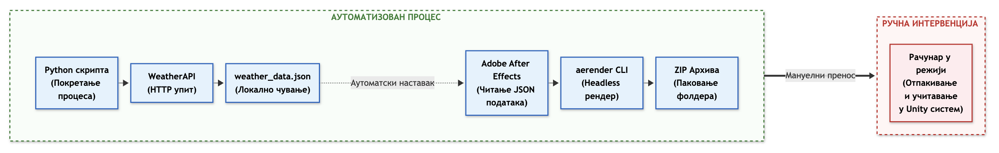 АУТОМАТИЗОВАН ПРОЦЕС
Python скрипта
(Покретање
процеса)
WeatherAPI
(HTTP упит)
weather_data.json
(Локално чување)
Аутоматски наставак
Adobe After
Effects
(Читање JSON
података)
aerender CLI
(Headless
рендер)
ZIP Архива
(Паковање
фолдера)
Мануелни пренос
РУЧНА ИНТЕРВЕНЦИЈА
Рачунар у
режији
(Отпакивање
и учитавање
у Unity систем)